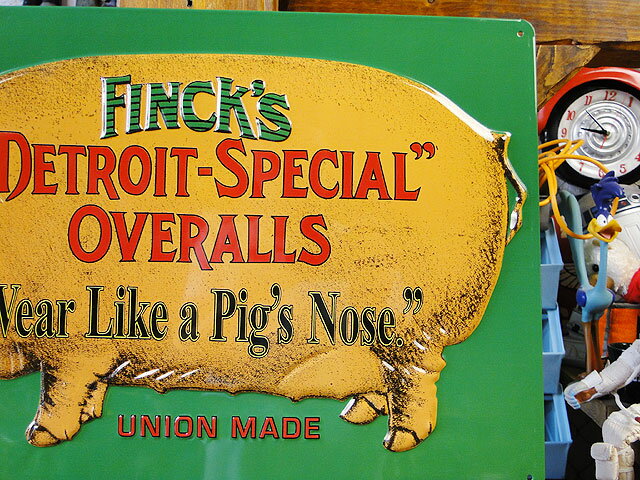 FINCK'S
DETROIT-SPECIAL"
OVERALLS
Wear Like a Pig's Nose."
UNION MADE